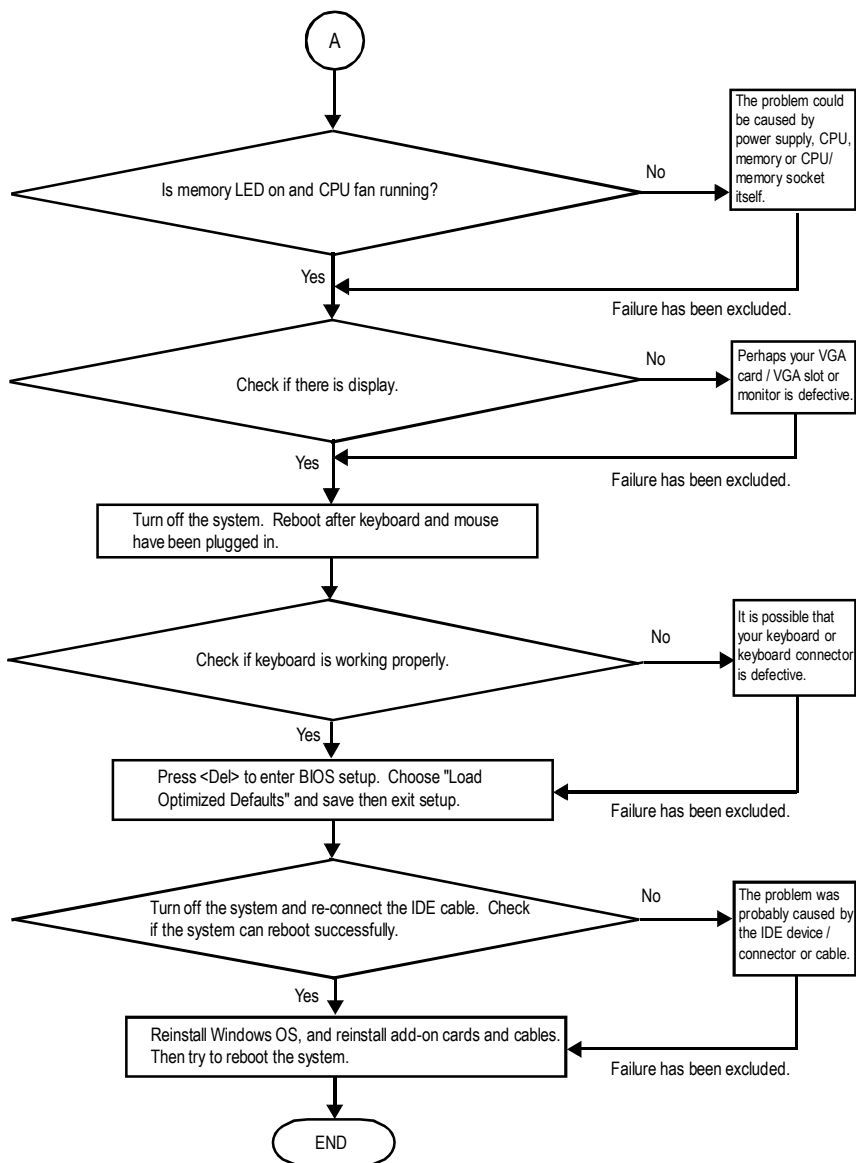 A
Is memory LED on and CPU fan running?
No
The problem could
be caused by
power supply, CPU,
memory or CPU/
memory socket
itself.
Yes
Failure has been excluded.
Check if there is display.
No
Perhaps your VGA
card / VGA slot or
monitor is defective.
Yes
Failure has been excluded.
Turn off the system. Reboot after keyboard and mouse
have been plugged in.
Check if keyboard is working properly.
No
It is possible that
your keyboard or
keyboard connector
is defective.
Yes
Press <Del> to enter BIOS setup. Choose "Load
Optimized Defaults" and save then exit setup.
Failure has been excluded.
Turn off the system and re-connect the IDE cable. Check
if the system can reboot successfully.
No
The problem was
probably caused by
the IDE device /
connector or cable.
Yes
Reinstall Windows OS, and reinstall add-on cards and cables.
Then try to reboot the system.
Failure has been excluded.
END